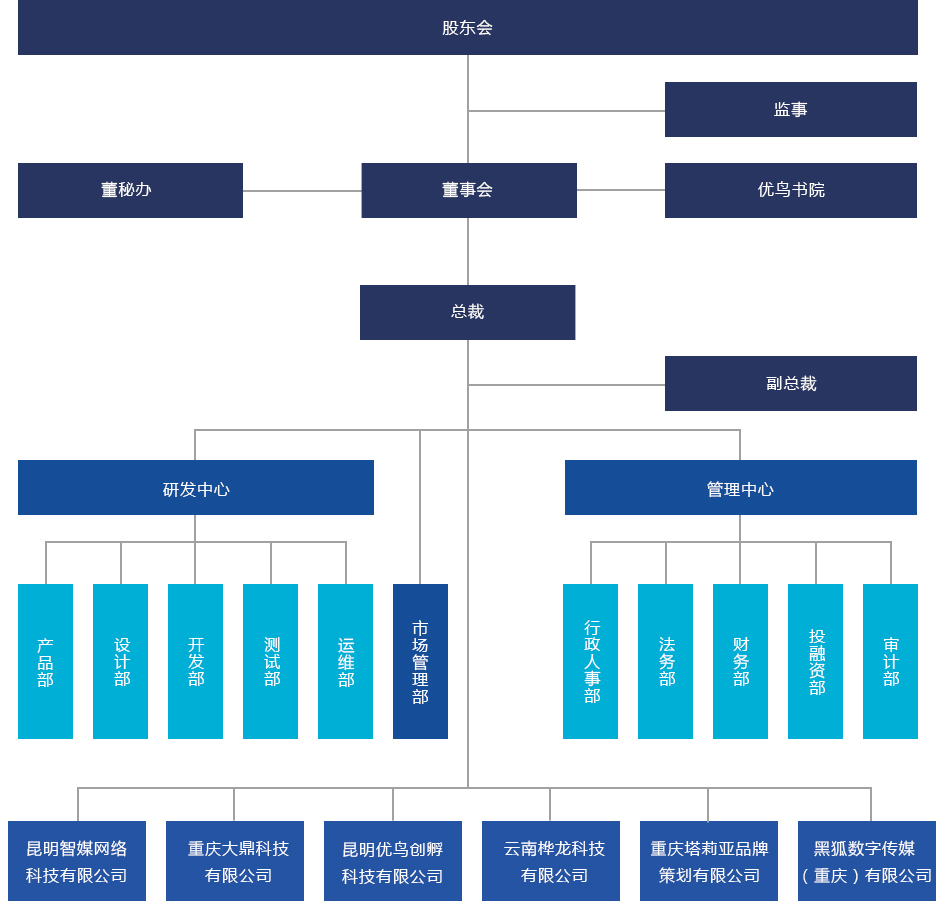 股东会
监事
董秘办
董事会
优鸟书院
总裁
副总裁
研发中心
管理中心
产品部
设计部
开发部
测试部
运维部
市场管理部
行政人事部
法务部
财务部
投融资部
审计部
昆明智媒网络
科技有限公司
重庆大鼎科技
有限公司
昆明优鸟创孵
科技有限公司
云南桦龙科技
有限公司
重庆塔莉亚品牌
策划有限公司
黑狐数字传媒
（重庆）有限公司